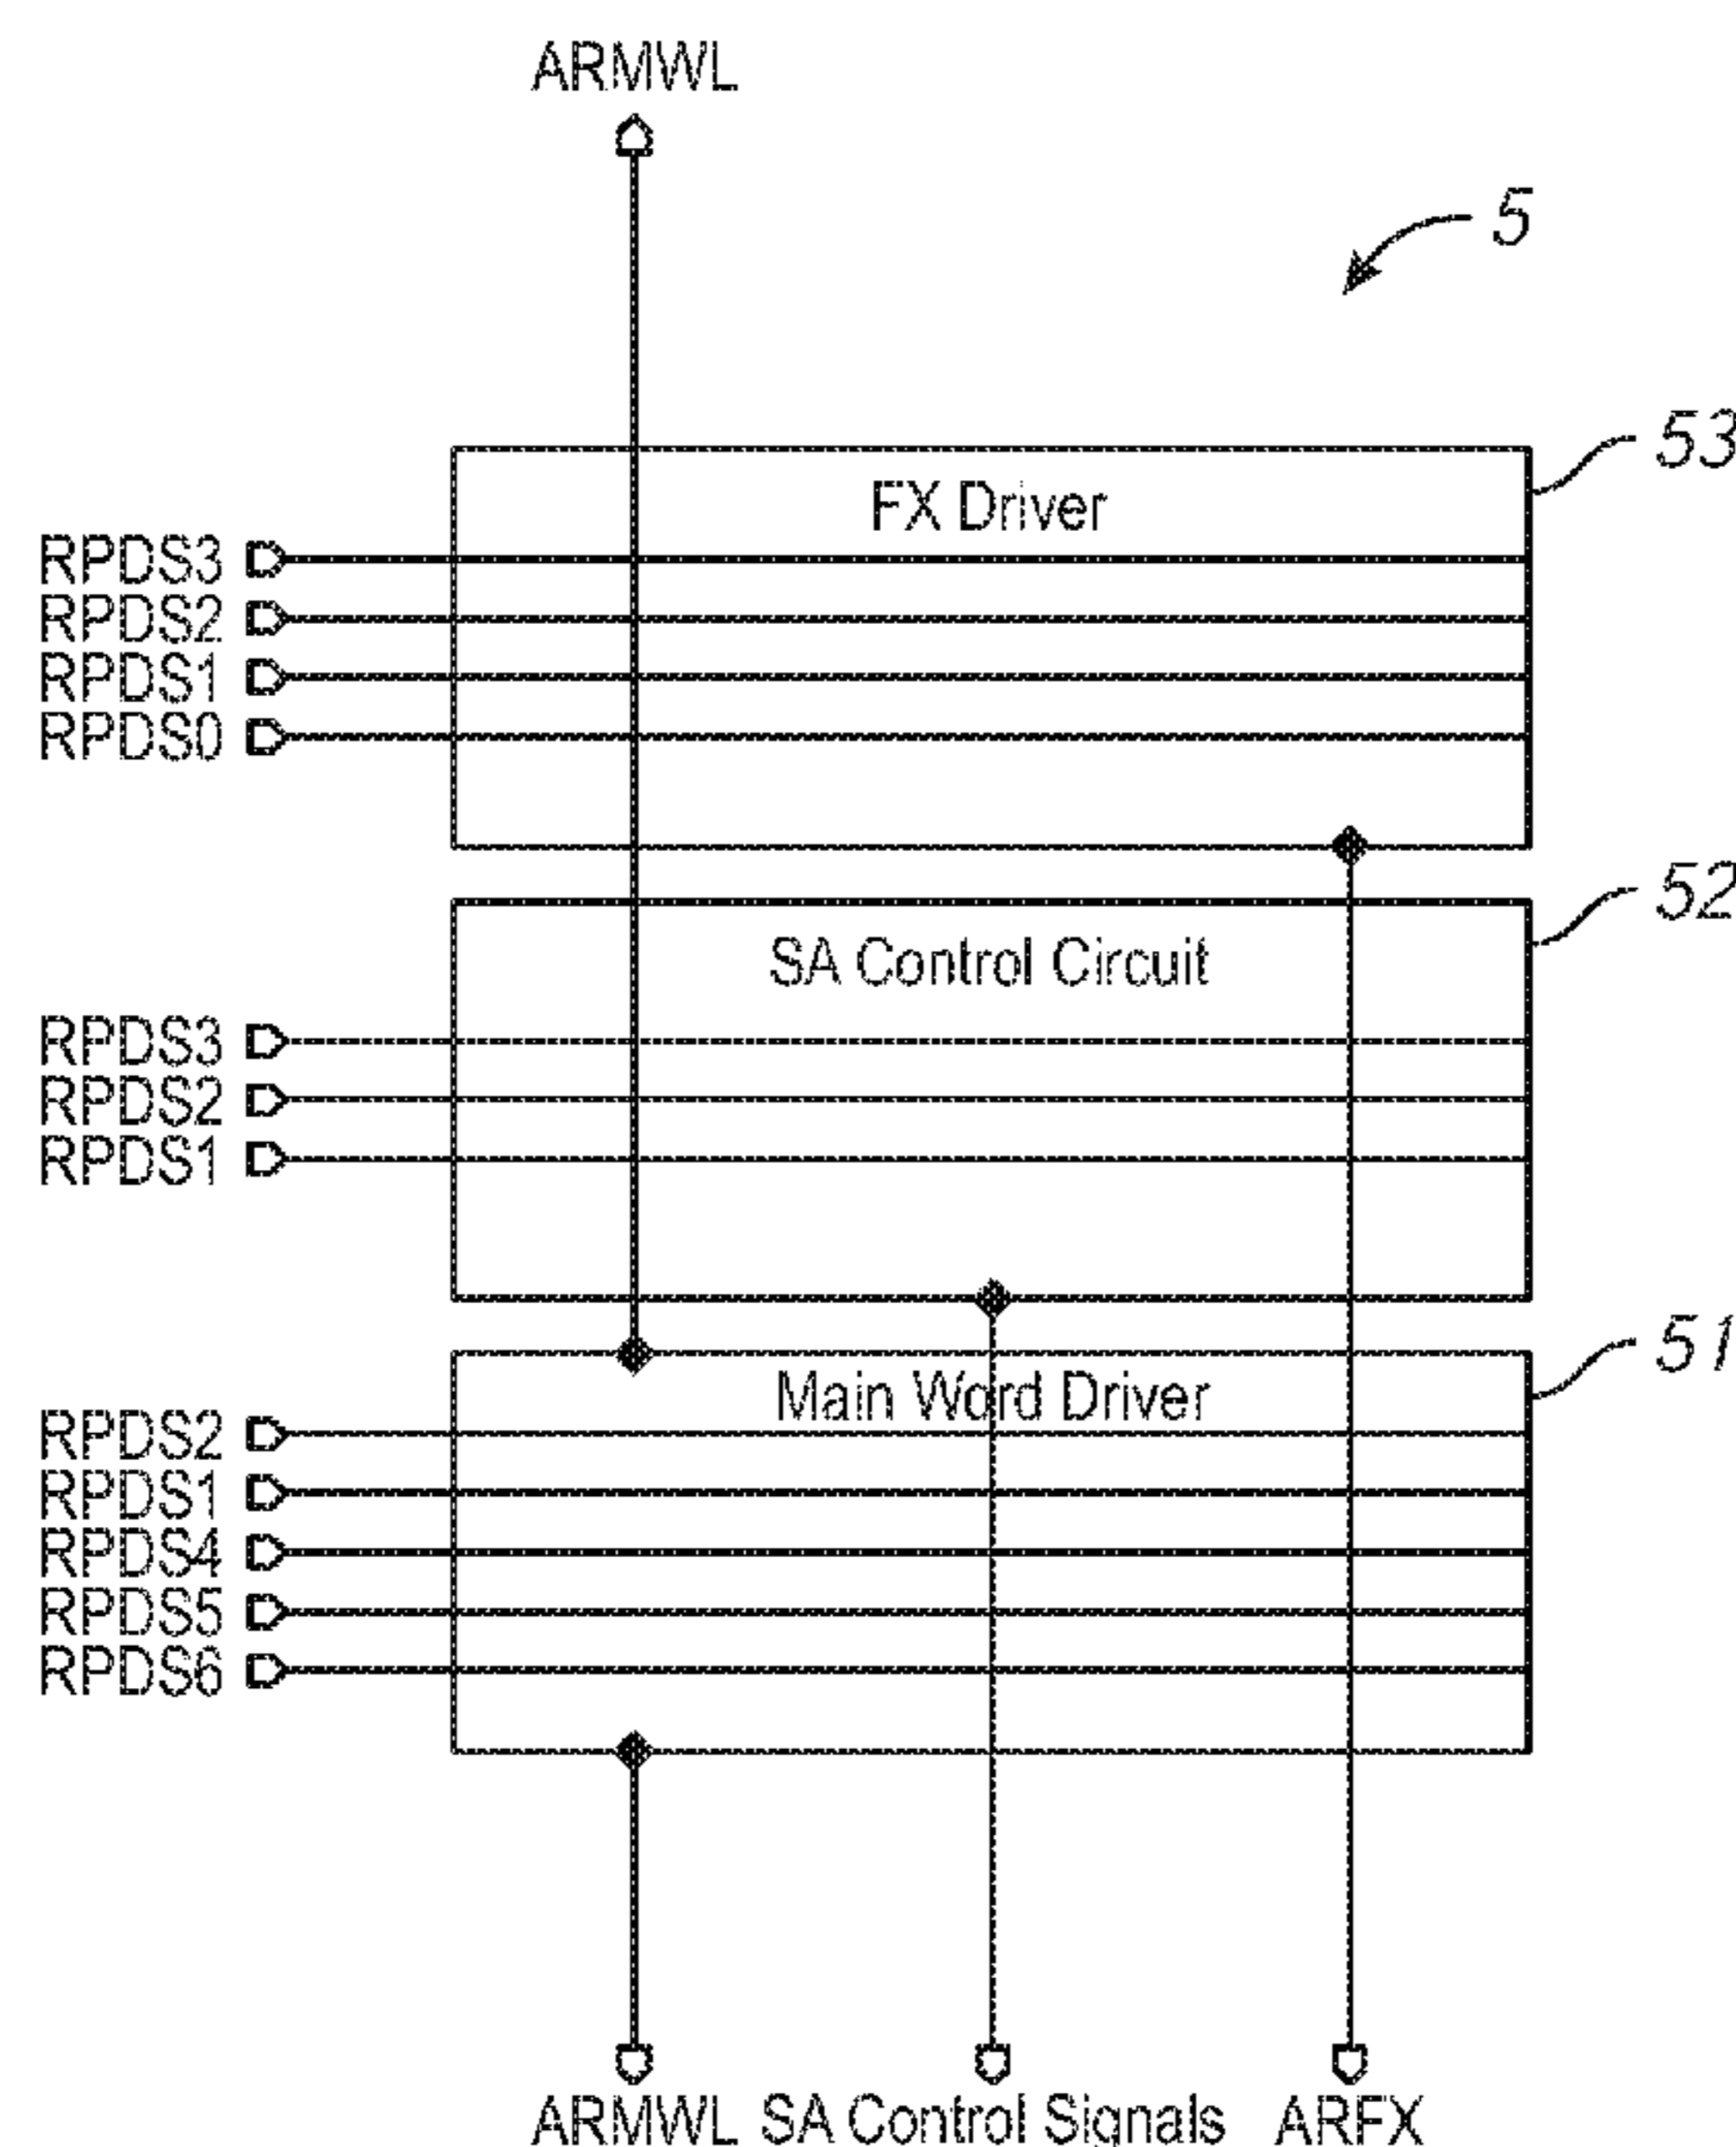 ARMWL
5
53
FX Driver
RPDS3
RPDS2
RPDS1
RPDS0
52
SA Control Circuit
RPDS3
RPDS2
RPDS1
51
Main Word Driver
RPDS2
RPDS1
RPDS4
RPDS5
RPDS6
ARMWL SA Control Signals ARFX